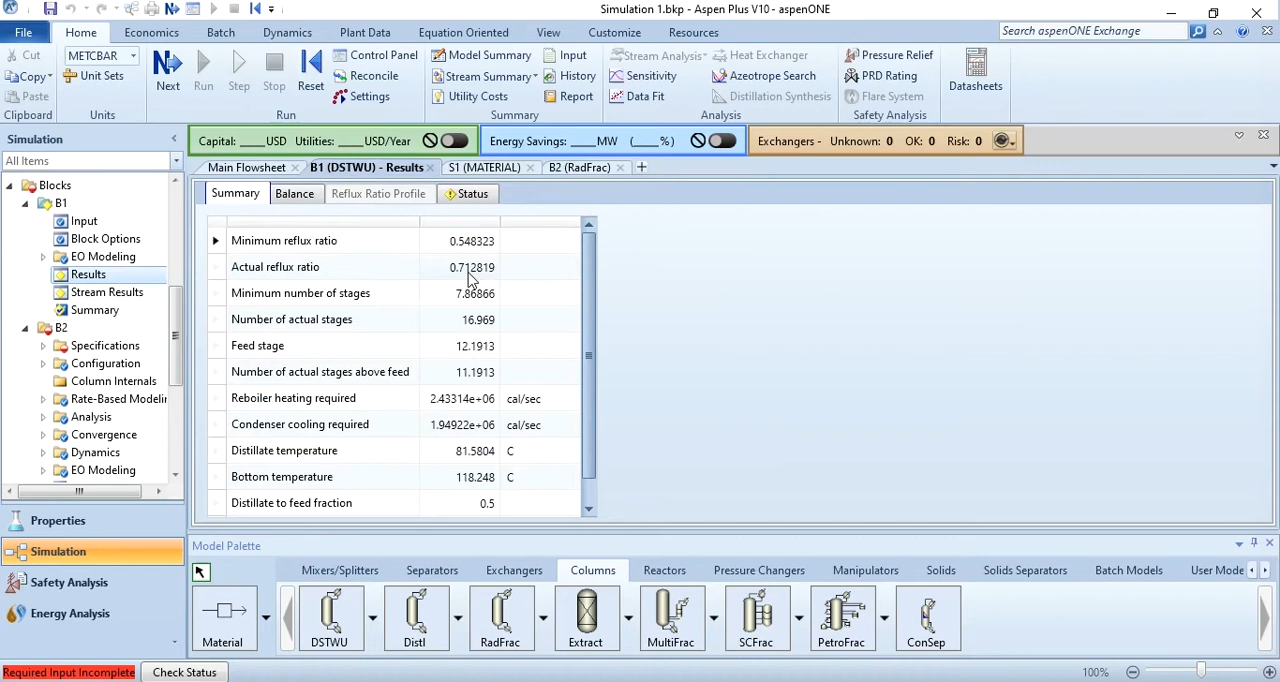 Simulation 1.bkp - Aspen Plus V10 - aspenONE
File Home Economics Batch Dynamics Plant Data Equation Oriented View Customize Resources Search aspenONE Exchange
Cut METCBAR Control Panel Model Summary Input Stream Analysis Heat Exchanger Pressure Relief
Copy Unit Sets Next Run Step Stop Reset Reconcile Stream Summary History Sensitivity Azeotrope Search PRD Rating Datasheets
Paste Settings Utility Costs Report Data Fit Distillation Synthesis Flare System
Clipboard Units Run Summary Analysis Safety Analysis
Simulation Capital: ____ USD Utilities: ____ USD/Year Energy Savings: ____ MW (____ %) Exchangers - Unknown: 0 OK: 0 Risk: 0
All Items Main Flowsheet B1 (DSTWU) - Results S1 (MATERIAL) B2 (RadFrac)
Blocks
B1
Input
Block Options
EO Modeling
Results
Stream Results
Summary
B2
Specifications
Configuration
Column Internals
Rate-Based Modelin
Analysis
Convergence
Dynamics
EO Modeling
Properties
Simulation
Safety Analysis
Energy Analysis
Summary Balance Reflux Ratio Profile Status
Minimum reflux ratio 0.548323
Actual reflux ratio 0.712819
Minimum number of stages 7.86866
Number of actual stages 16.969
Feed stage 12.1913
Number of actual stages above feed 11.1913
Reboiler heating required 2.43314e+06 cal/sec
Condenser cooling required 1.94922e+06 cal/sec
Distillate temperature 81.5804 C
Bottom temperature 118.248 C
Distillate to feed fraction 0.5
Model Palette
Mixers/Splitters Separators Exchangers Columns Reactors Pressure Changers Manipulators Solids Solids Separators Batch Models User Mode
Material DSTWU Distl RadFrac Extract MultiFrac SCFrac PetroFrac ConSep
Required Input Incomplete Check Status 100%